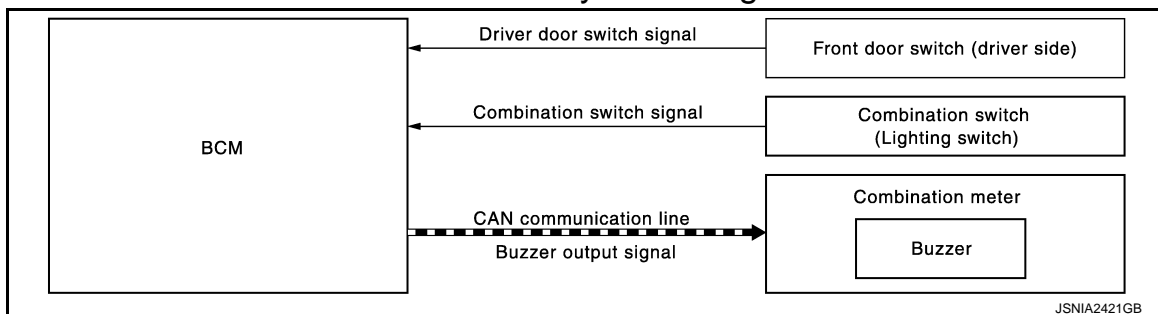 Driver door switch signal
Front door switch (driver side)
Combination switch signal
Combination switch
(Lighting switch)
BCM
Combination meter
CAN communication line
Buzzer output signal
Buzzer
JSNIA2421GB